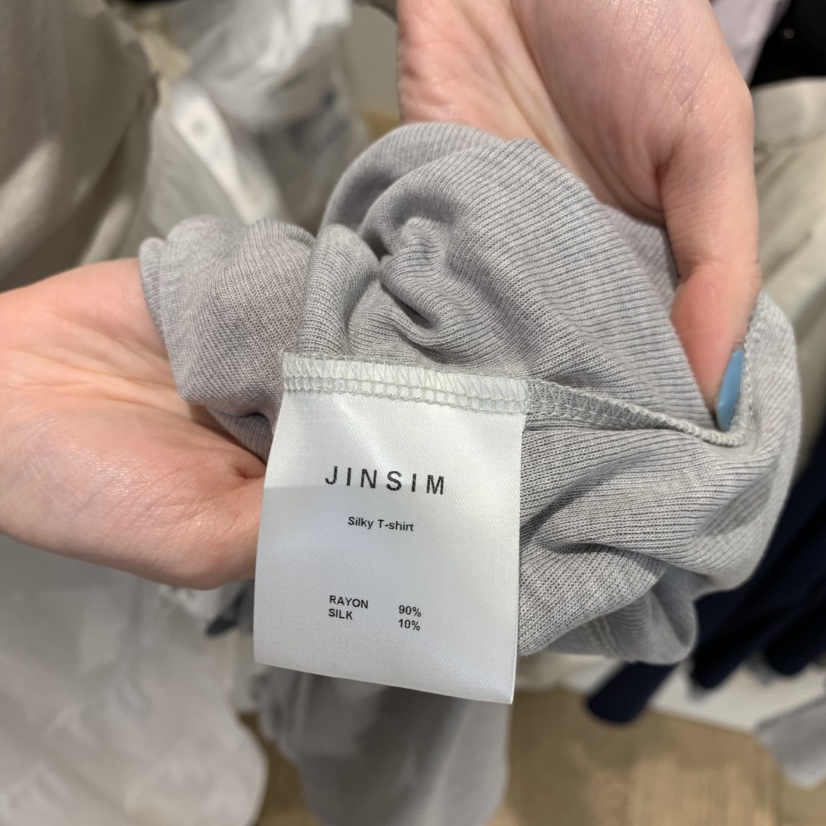 JINSIM
Silky T-shirt
RAYON 90%
SILK 10%